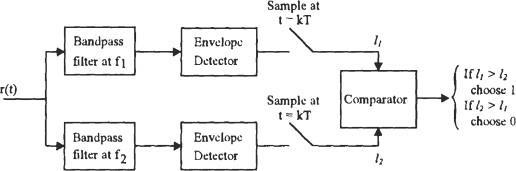 Sample at
t = kT
Bandpass
filter at f1
Envelope
Detector
l1
r(t)
Comparator
If l1 > l2
choose 1
If l2 > l1
choose 0
Sample at
t = kT
Bandpass
filter at f2
Envelope
Detector
l2